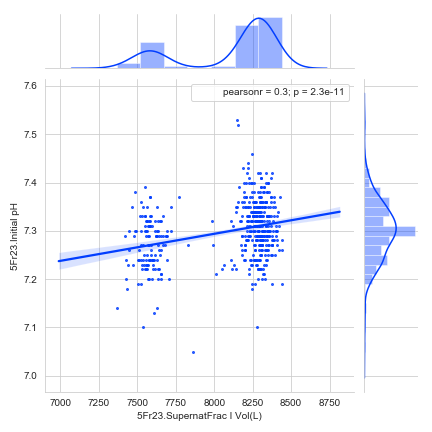 pearsonr = 0.3; p = 2.3e-11
7.6
7.5
7.4
7.3
7.2
7.1
7.0
5Fr23.Initial pH
7000 7250 7500 7750 8000 8250 8500 8750
5Fr23.SupernatFrac I Vol(L)